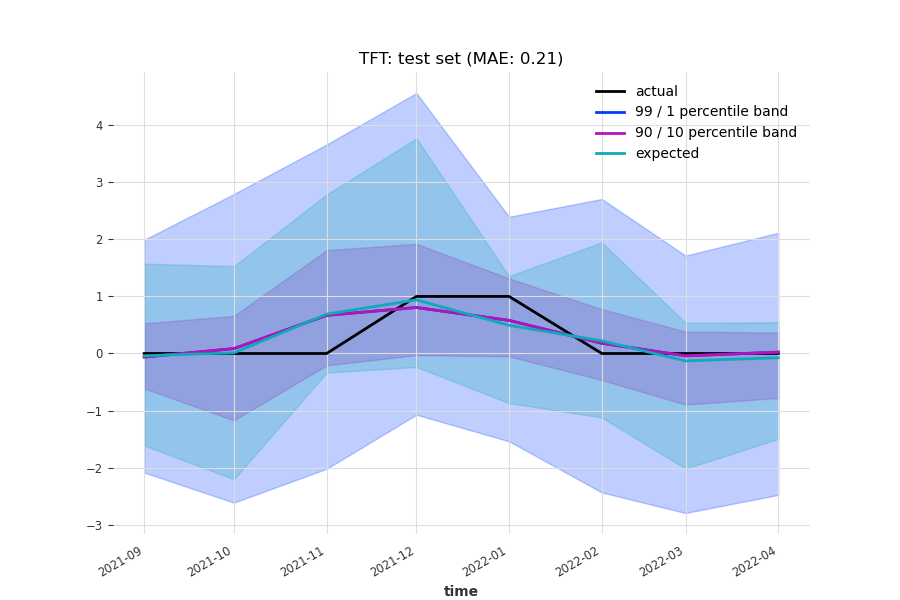 TFT: test set (MAE: 0.21)
actual
99 / 1 percentile band
90 / 10 percentile band
expected
4
3
2
1
0
−1
−2
−3
2021-09
2021-10
2021-11
2021-12
2022-01
2022-02
2022-03
2022-04
time